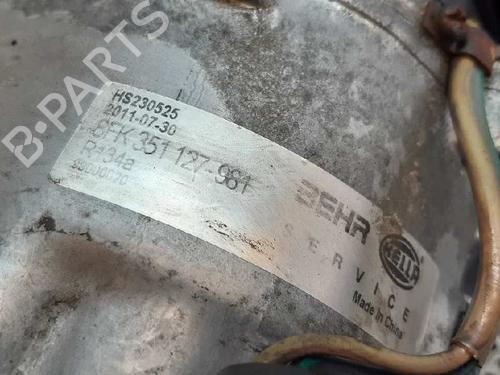 B-PARTS
HS230525
2011-07-30
8FK 351 127-981
R134a
BEHR
SERVICE
HELLA
Made In China